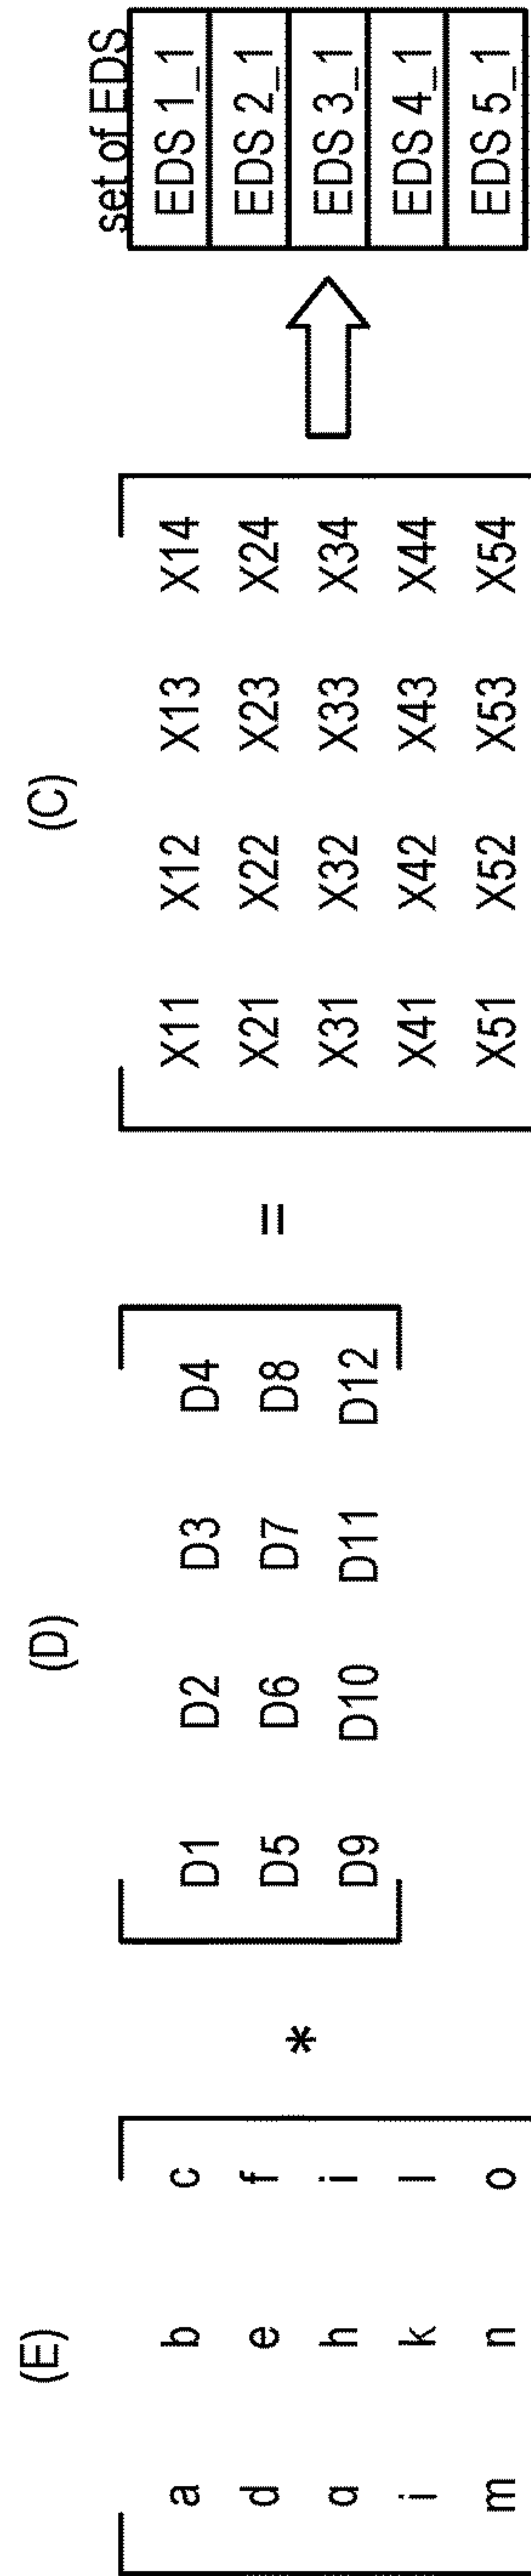 (E) (D) (C) set of EDS
a b c * D1 D2 D3 D4 = X11 X12 X13 X14 EDS 1_1
d e f D5 D6 D7 D8 X21 X22 X23 X24 EDS 2_1
g h i D9 D10 D11 D12 X31 X32 X33 X34 EDS 3_1
j k l X41 X42 X43 X44 EDS 4_1
m n o X51 X52 X53 X54 EDS 5_1